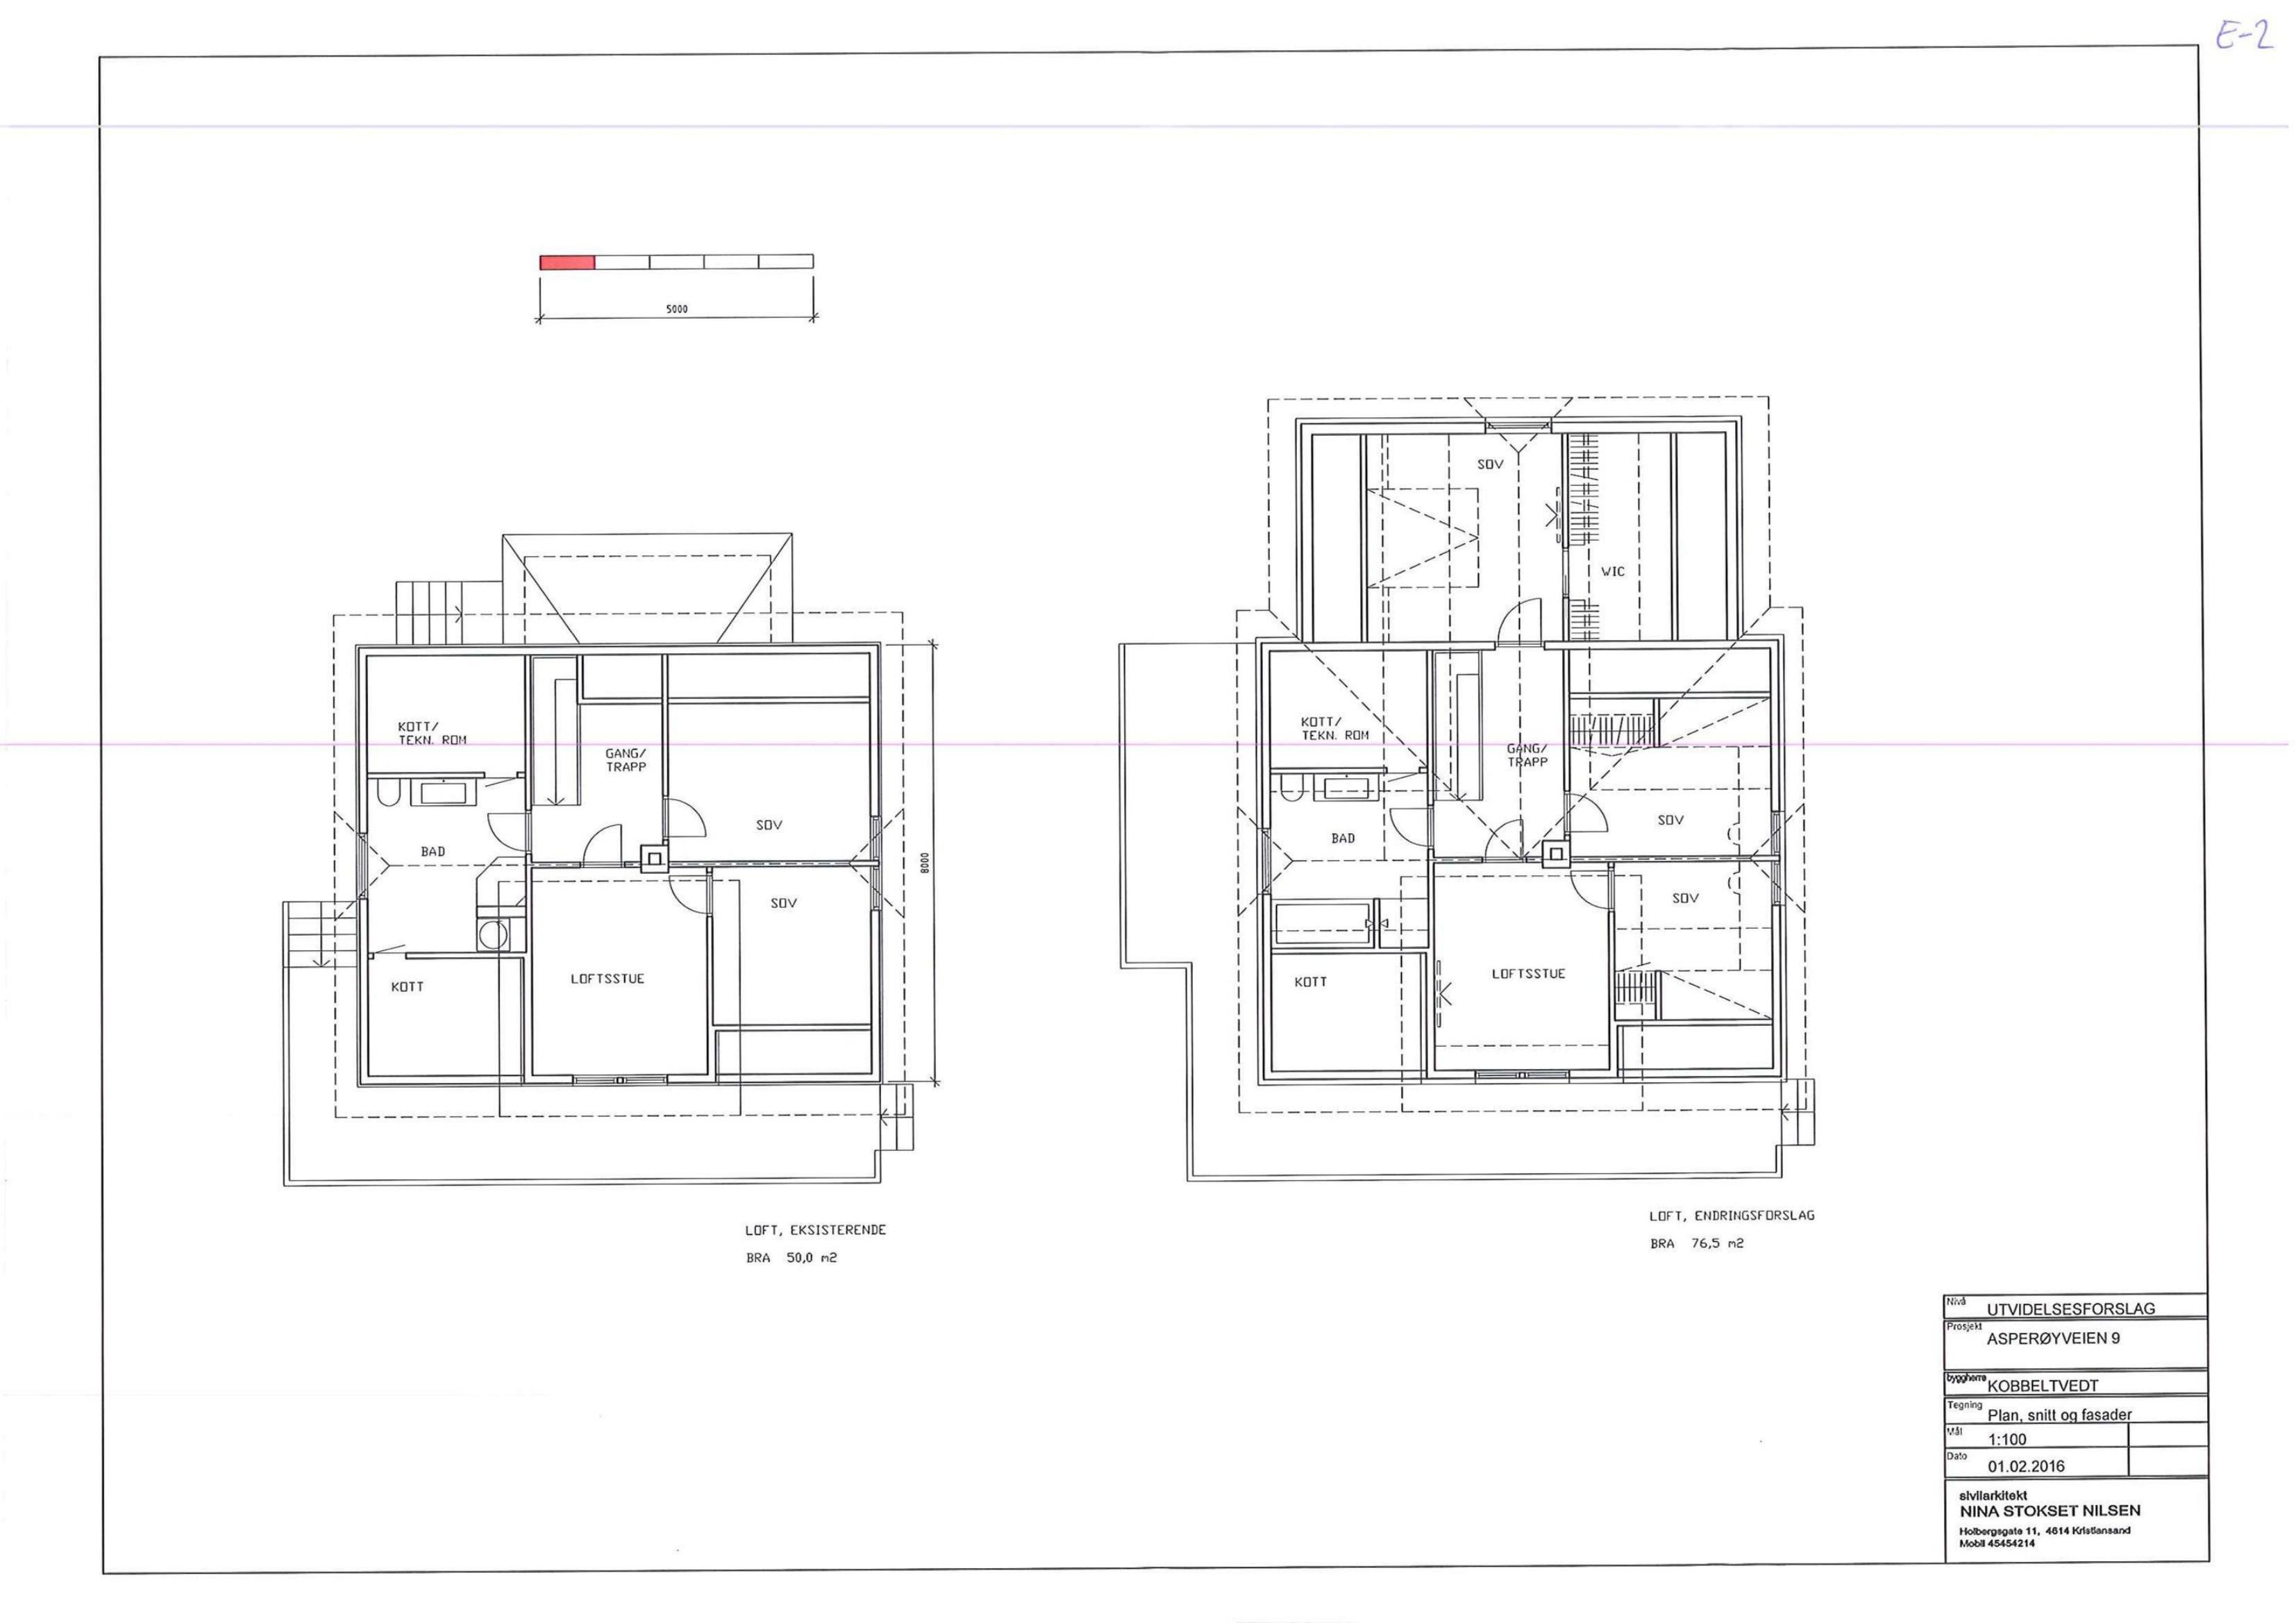 E-2
5000
SOV
WIC
KOTT/
TEKN. ROM
GANG/
TRAPP
BAD
SOV
SOV
KOTT
LOFTSSTUE
8000
KOTT/
TEKN. ROM
GANG/
TRAPP
BAD
SOV
SOV
KOTT
LOFTSSTUE
LOFT, EKSISTERENDE
BRA 50,0 m2
LOFT, ENDRINGSFORSLAG
BRA 76,5 m2
Nivå UTVIDELSESFORSLAG
Prosjekt ASPERØYVEIEN 9
byggherre KOBBELTVEDT
Tegning Plan, snitt og fasader
Mål 1:100
Dato 01.02.2016
sivilarkitekt
NINA STOKSET NILSEN
Holbergsgate 11, 4614 Kristiansand
Mobil 45454214